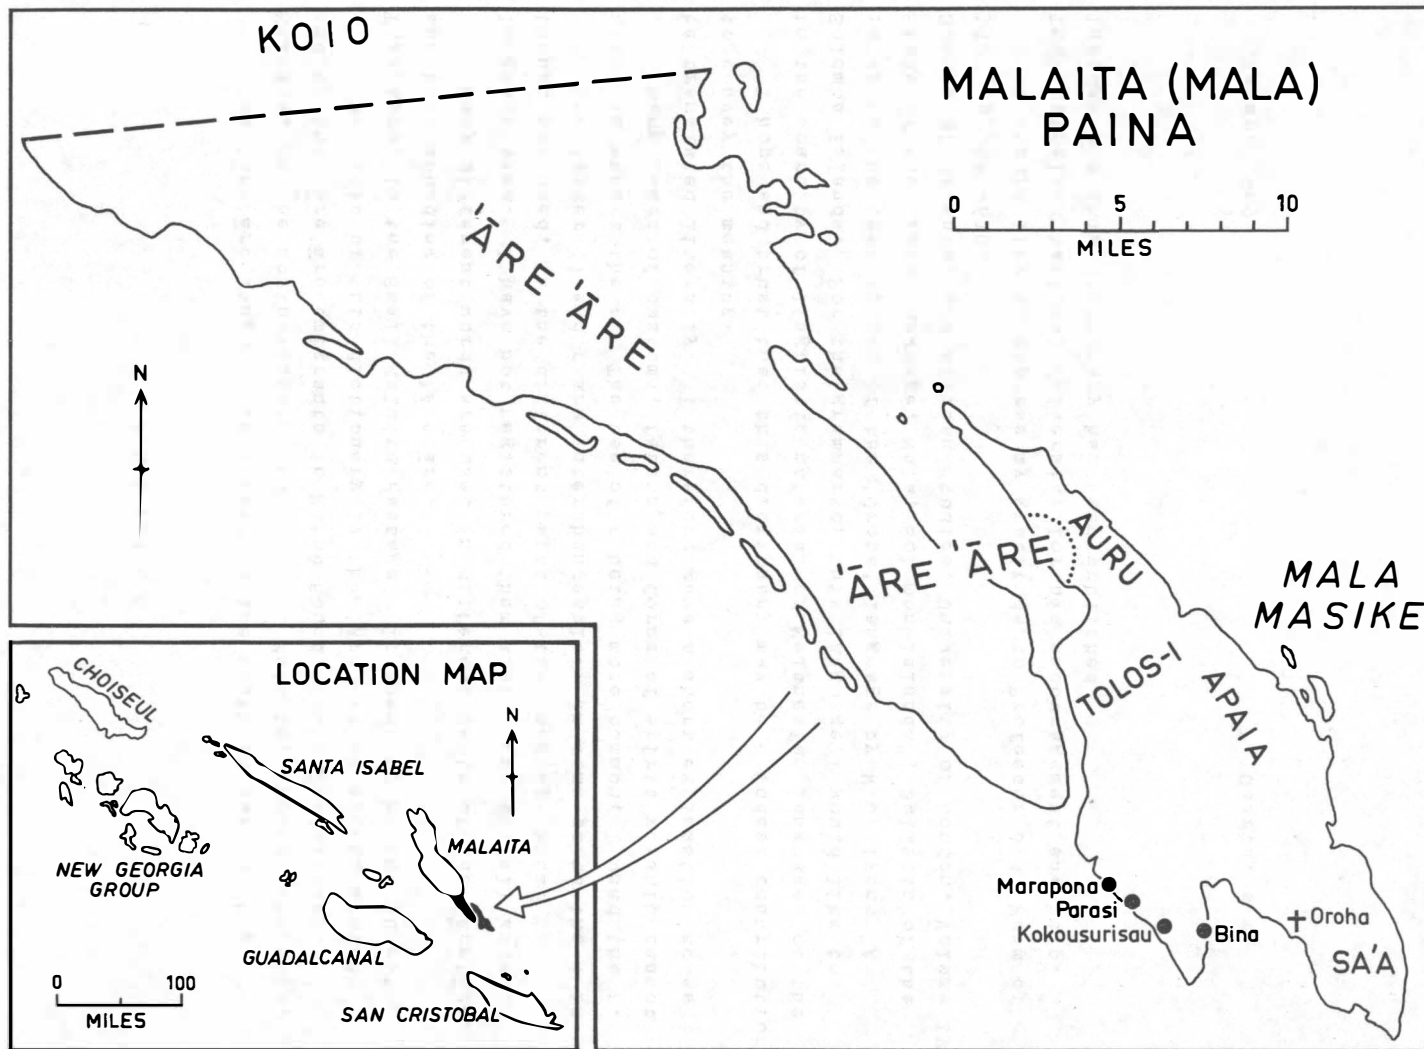 KOIO
MALAITA (MALA)
PAINA
0 5 10
MILES
'ĀRE 'ĀRE
N
'ĀRE 'ĀRE
AURU
MALA
MASIKE
TOLOS-I
APAIA
Marapona
Parasi
Kokousurisau
Bina
Oroha
SA'A
LOCATION MAP
N
CHOISEUL
SANTA ISABEL
MALAITA
NEW GEORGIA
GROUP
GUADALCANAL
SAN CRISTOBAL
0 100
MILES